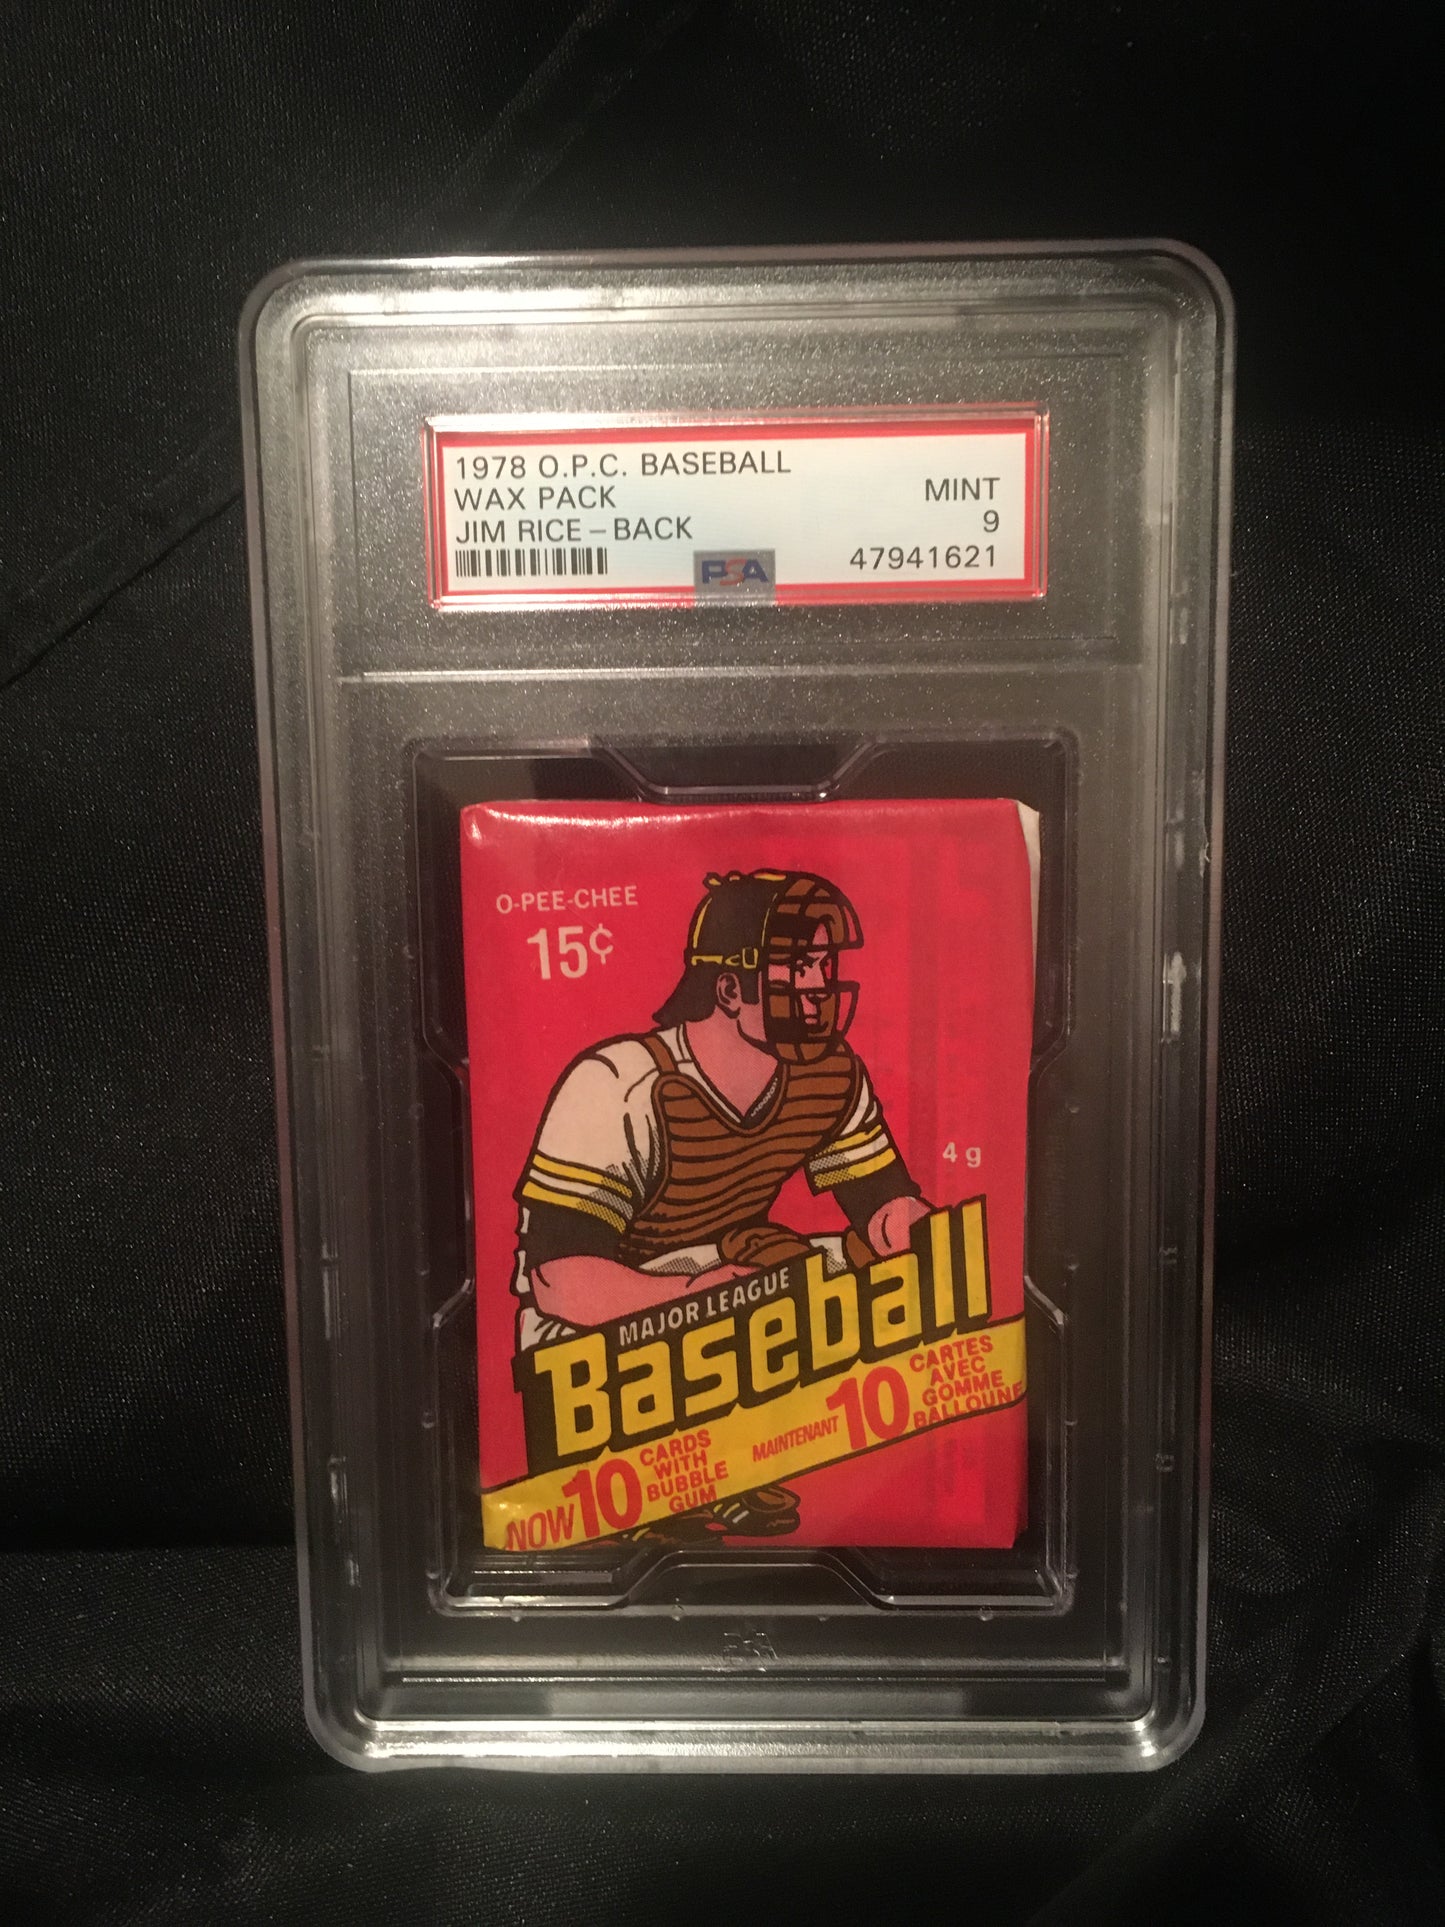 1978 O.P.C. BASEBALL
WAX PACK
JIM RICE – BACK
MINT
9
47941621
PSA
O-PEE-CHEE
15¢
4 g
MAJOR LEAGUE
Baseball
NOW 10 CARDS WITH BUBBLE GUM
MAINTENANT 10 CARTES AVEC GOMME BALLOUNE
PSA